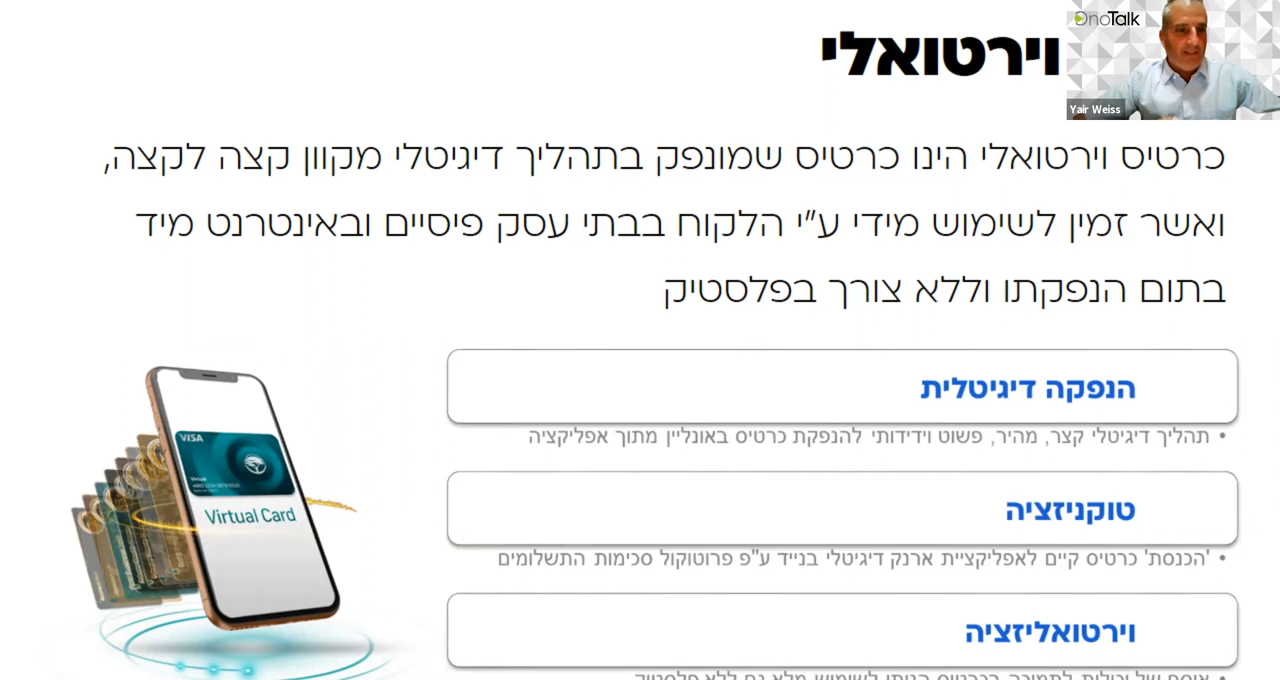 וירטואלי
OnoTalk
Yair Weiss
כרטיס וירטואלי הינו כרטיס שמונפק בתהליך דיגיטלי מקוון קצה לקצה,
ואשר זמין לשימוש מידי ע"י הלקוח בבתי עסק פיסיים ובאינטרנט מיד
בתום הנפקתו וללא צורך בפלסטיק
הנפקה דיגיטלית
• תהליך דיגיטלי קצר, מהיר, פשוט וידידותי להנפקת כרטיס באונליין מתוך אפליקציה
טוקניזציה
• 'הכנסת' כרטיס קיים לאפליקציית ארנק דיגיטלי בנייד ע"פ פרוטוקול סכימות התשלומים
וירטואליזציה
VISA
Virtual Card